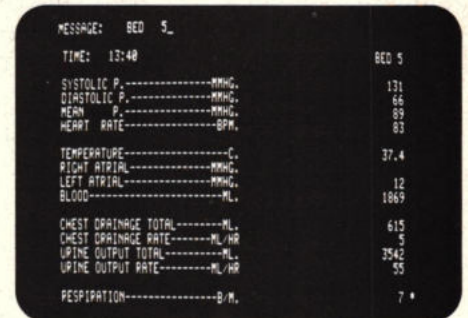 MESSAGE: BED 5_
TIME: 13:40 BED 5
SYSTOLIC P.--------------MMHG. 131
DIASTOLIC P.-------------MMHG. 66
MEAN P.------------------MMHG. 89
HEART RATE----------------BPM. 83
TEMPERATURE-----------------C. 37.4
RIGHT ATRIAL-------------MMHG.
LEFT ATRIAL--------------MMHG. 12
BLOOD----------------------ML. 1869
CHEST DRAINAGE TOTAL-------ML. 615
CHEST DRAINAGE RATE------ML/HR 5
URINE OUTPUT TOTAL---------ML. 3542
URINE OUTPUT RATE--------ML/HR 55
RESPIRATION---------------B/M. 7 *